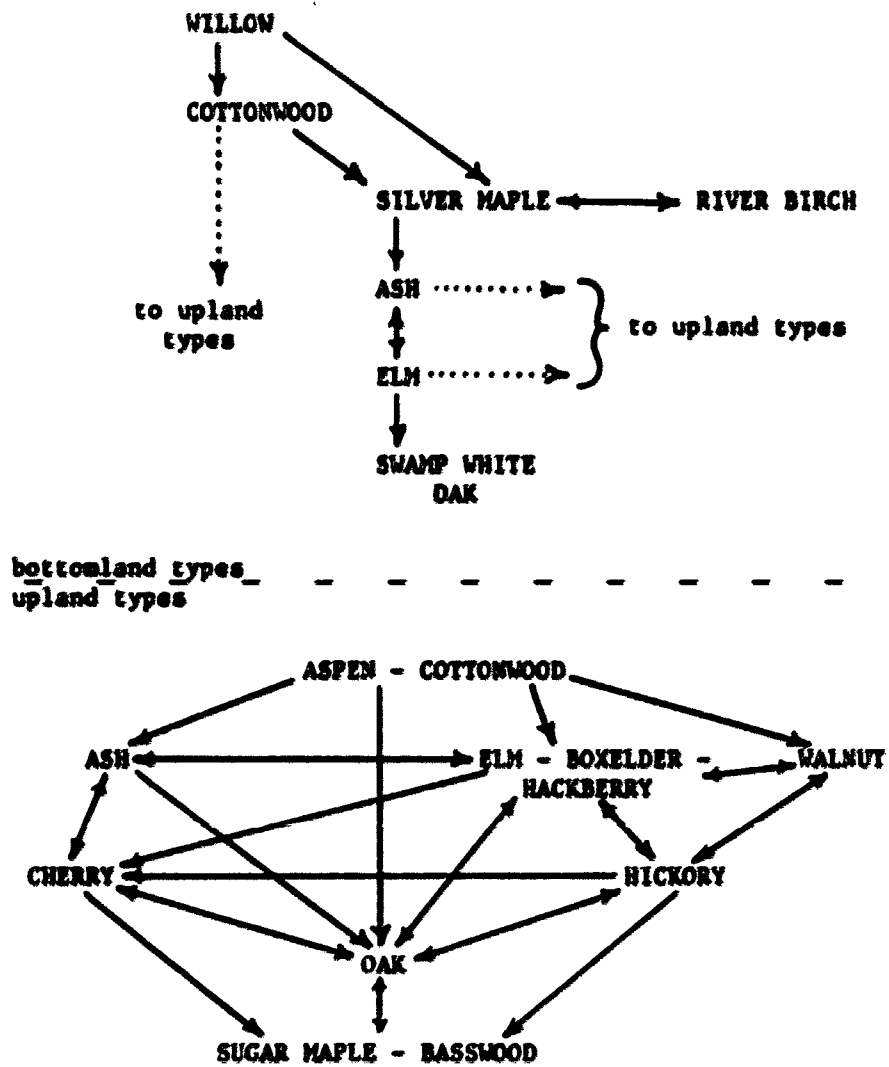 WILLOW
COTTONWOOD
SILVER MAPLE
RIVER BIRCH
ASH
to upland
types
to upland types
ELM
SWAMP WHITE
OAK
bottomland types
upland types
ASPEN - COTTONWOOD
ASH
ELM - BOXELDER -
HACKBERRY
WALNUT
CHERRY
HICKORY
OAK
SUGAR MAPLE - BASSWOOD